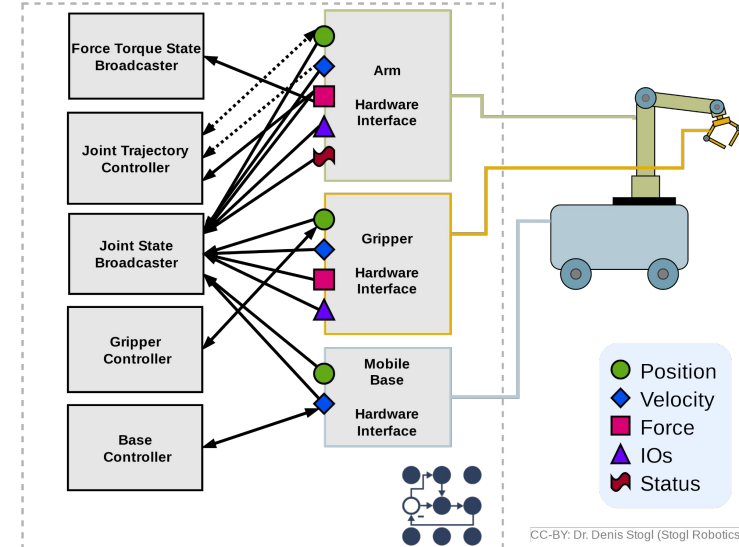 Force Torque State
Broadcaster
Joint Trajectory
Controller
Joint State
Broadcaster
Gripper
Controller
Base
Controller
Arm
Hardware
Interface
Gripper
Hardware
Interface
Mobile
Base
Hardware
Interface
Position
Velocity
Force
IOs
Status
CC-BY: Dr. Denis Stogl (Stogl Robotics